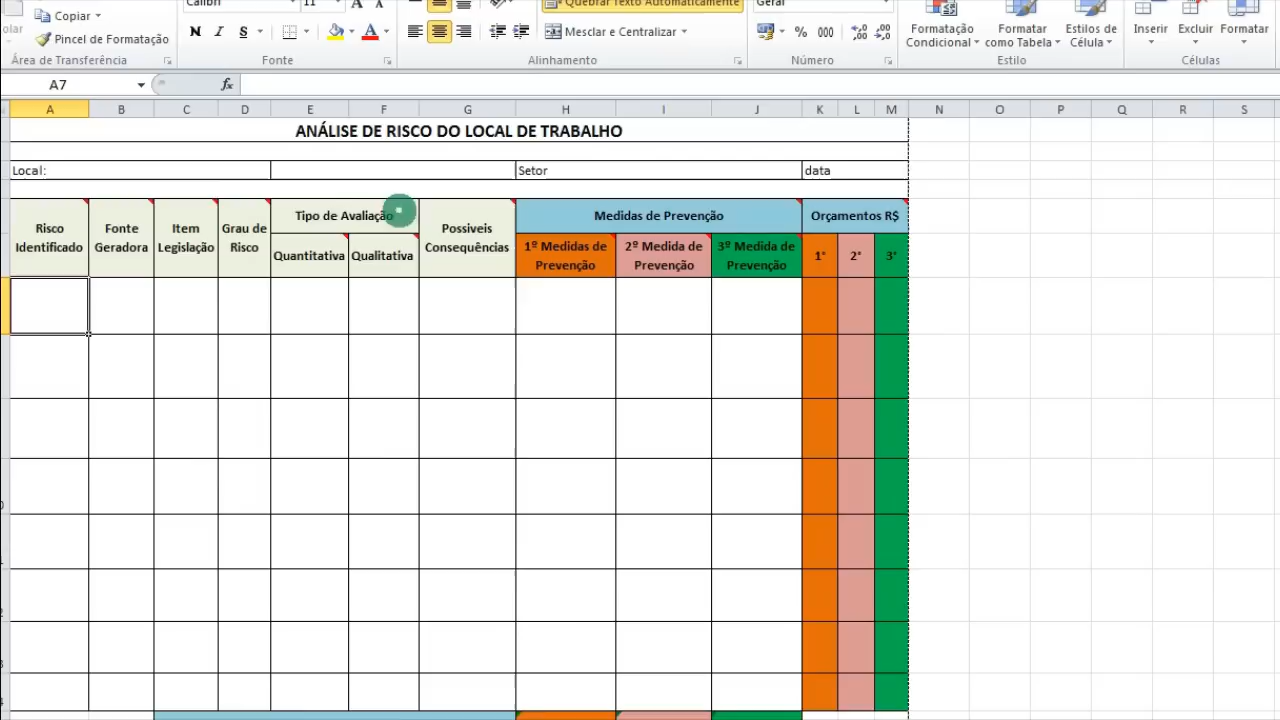 Calibri
11
A
A
Quebrar Texto Automaticamente
Geral
Copiar
Pincel de Formatação
N I S
A
Mesclar e Centralizar
% 000
Formatação Condicional
Formatar como Tabela
Estilos de Célula
Inserir
Excluir
Formatar
Área de Transferência
Fonte
Alinhamento
Número
Estilo
Células
A7
fx
A B C D E F G H I J K L M N O P Q R S
ANÁLISE DE RISCO DO LOCAL DE TRABALHO
Local:
Setor
data
Risco
Identificado
Fonte
Geradora
Item
Legislação
Grau de
Risco
Tipo de Avaliação
Quantitativa
Qualitativa
Possiveis
Consequências
Medidas de Prevenção
1º Medidas de
Prevenção
2º Medida de
Prevenção
3º Medida de
Prevenção
Orçamentos R$
1°
2°
3°